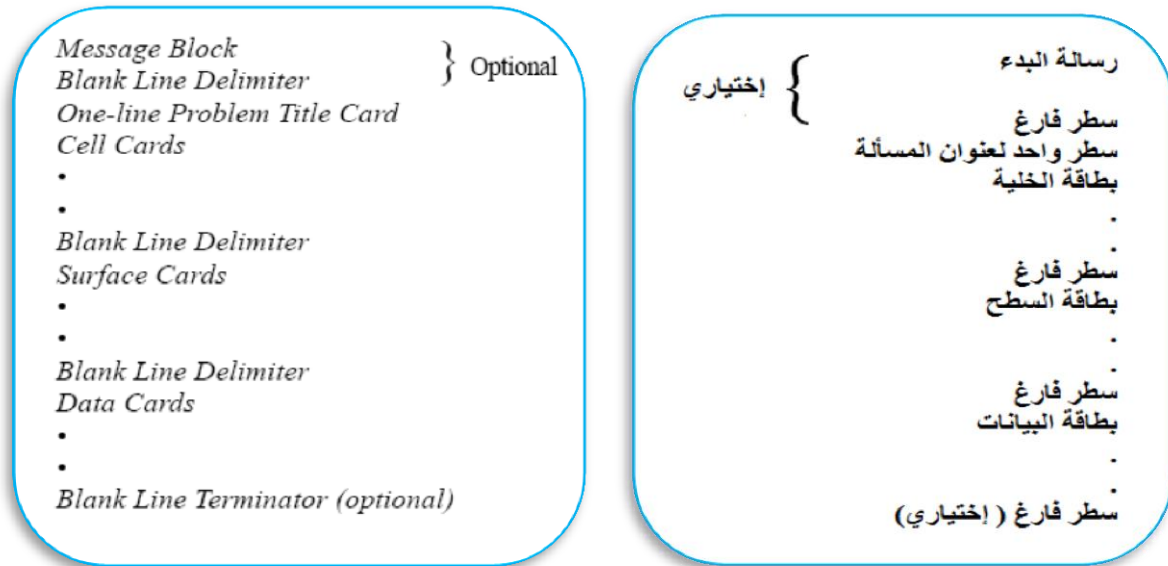 Message Block
Blank Line Delimiter
} Optional
One-line Problem Title Card
Cell Cards
•
•
Blank Line Delimiter
Surface Cards
•
•
Blank Line Delimiter
Data Cards
•
•
Blank Line Terminator (optional)
رسالة البدء
إختياري {
سطر فارغ
سطر واحد لعنوان المسألة
بطاقة الخلية
.
.
سطر فارغ
بطاقة السطح
.
.
سطر فارغ
بطاقة البيانات
.
.
سطر فارغ ( إختياري)